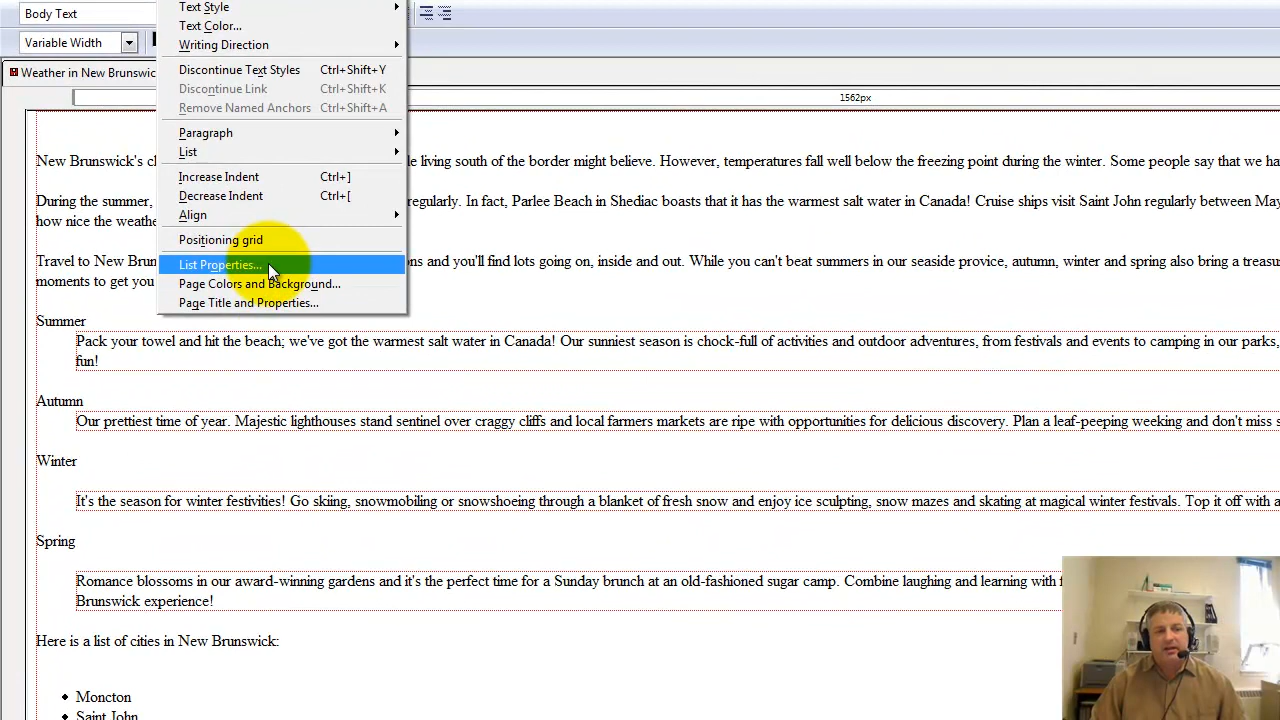 Body Text
Variable Width
Weather in New Brunswic
Text Style
Text Color...
Writing Direction
Discontinue Text Styles Ctrl+Shift+Y
Discontinue Link Ctrl+Shift+K
Remove Named Anchors Ctrl+Shift+A
Paragraph
List
Increase Indent Ctrl+]
Decrease Indent Ctrl+[
Align
Positioning grid
List Properties...
Page Colors and Background...
Page Title and Properties...
1562px
New Brunswick's cl le living south of the border might believe. However, temperatures fall well below the freezing point during the winter. Some people say that we ha
During the summer, regularly. In fact, Parlee Beach in Shediac boasts that it has the warmest salt water in Canada! Cruise ships visit Saint John regularly between May
how nice the weathe
Travel to New Brun ons and you'll find lots going on, inside and out. While you can't beat summers in our seaside provice, autumn, winter and spring also bring a treasur
moments to get you
Summer
Pack your towel and hit the beach; we've got the warmest salt water in Canada! Our sunniest season is chock-full of activities and outdoor adventures, from festivals and events to camping in our parks,
fun!
Autumn
Our prettiest time of year. Majestic lighthouses stand sentinel over craggy cliffs and local farmers markets are ripe with opportunities for delicious discovery. Plan a leaf-peeping weeking and don't miss s
Winter
It's the season for winter festivities! Go skiing, snowmobiling or snowshoeing through a blanket of fresh snow and enjoy ice sculpting, snow mazes and skating at magical winter festivals. Top it off with a
Spring
Romance blossoms in our award-winning gardens and it's the perfect time for a Sunday brunch at an old-fashioned sugar camp. Combine laughing and learning with f
Brunswick experience!
Here is a list of cities in New Brunswick:
Moncton
Saint John